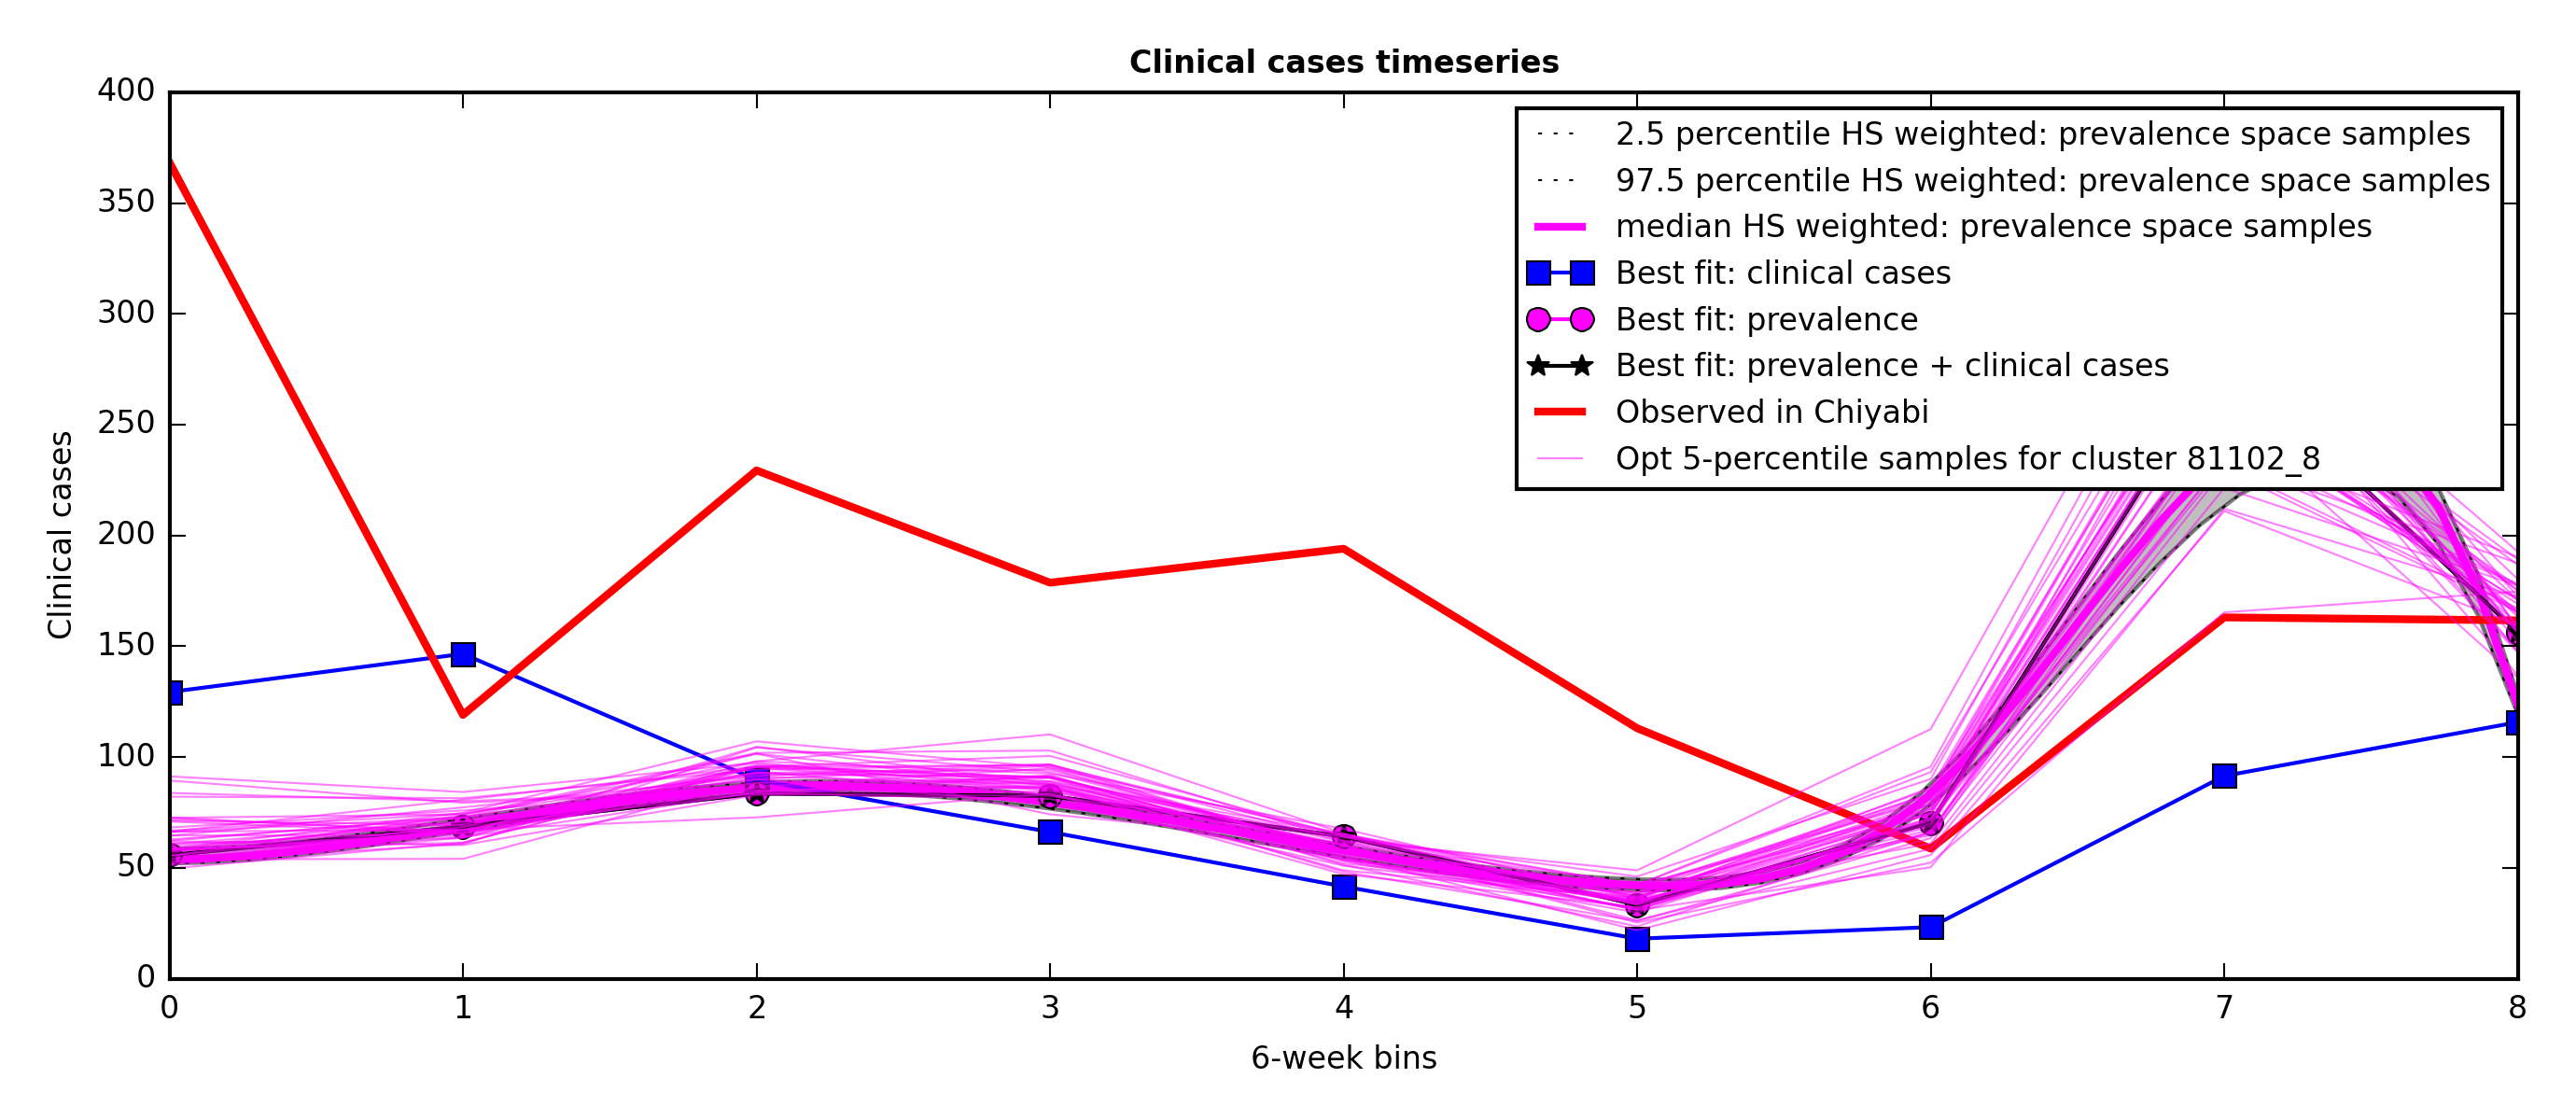 Clinical cases timeseries
400
350
300
250
200
150
100
50
0
Clinical cases
2.5 percentile HS weighted: prevalence space samples
97.5 percentile HS weighted: prevalence space samples
median HS weighted: prevalence space samples
Best fit: clinical cases
Best fit: prevalence
Best fit: prevalence + clinical cases
Observed in Chiyabi
Opt 5-percentile samples for cluster 81102_8
0 1 2 3 4 5 6 7 8
6-week bins